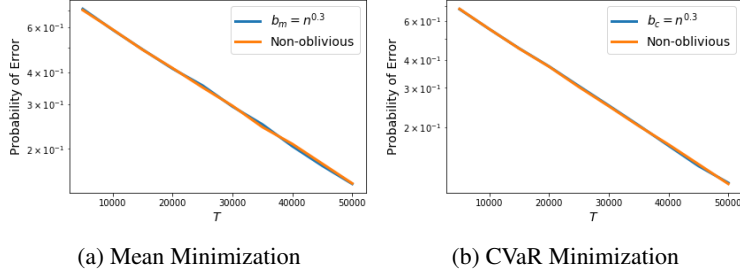 Probability of Error
6 × 10⁻¹
4 × 10⁻¹
3 × 10⁻¹
2 × 10⁻¹
b_m = n^0.3
Non-oblivious
10000 20000 30000 40000 50000
T
(a) Mean Minimization
Probability of Error
6 × 10⁻¹
4 × 10⁻¹
3 × 10⁻¹
2 × 10⁻¹
b_c = n^0.3
Non-oblivious
10000 20000 30000 40000 50000
T
(b) CVaR Minimization